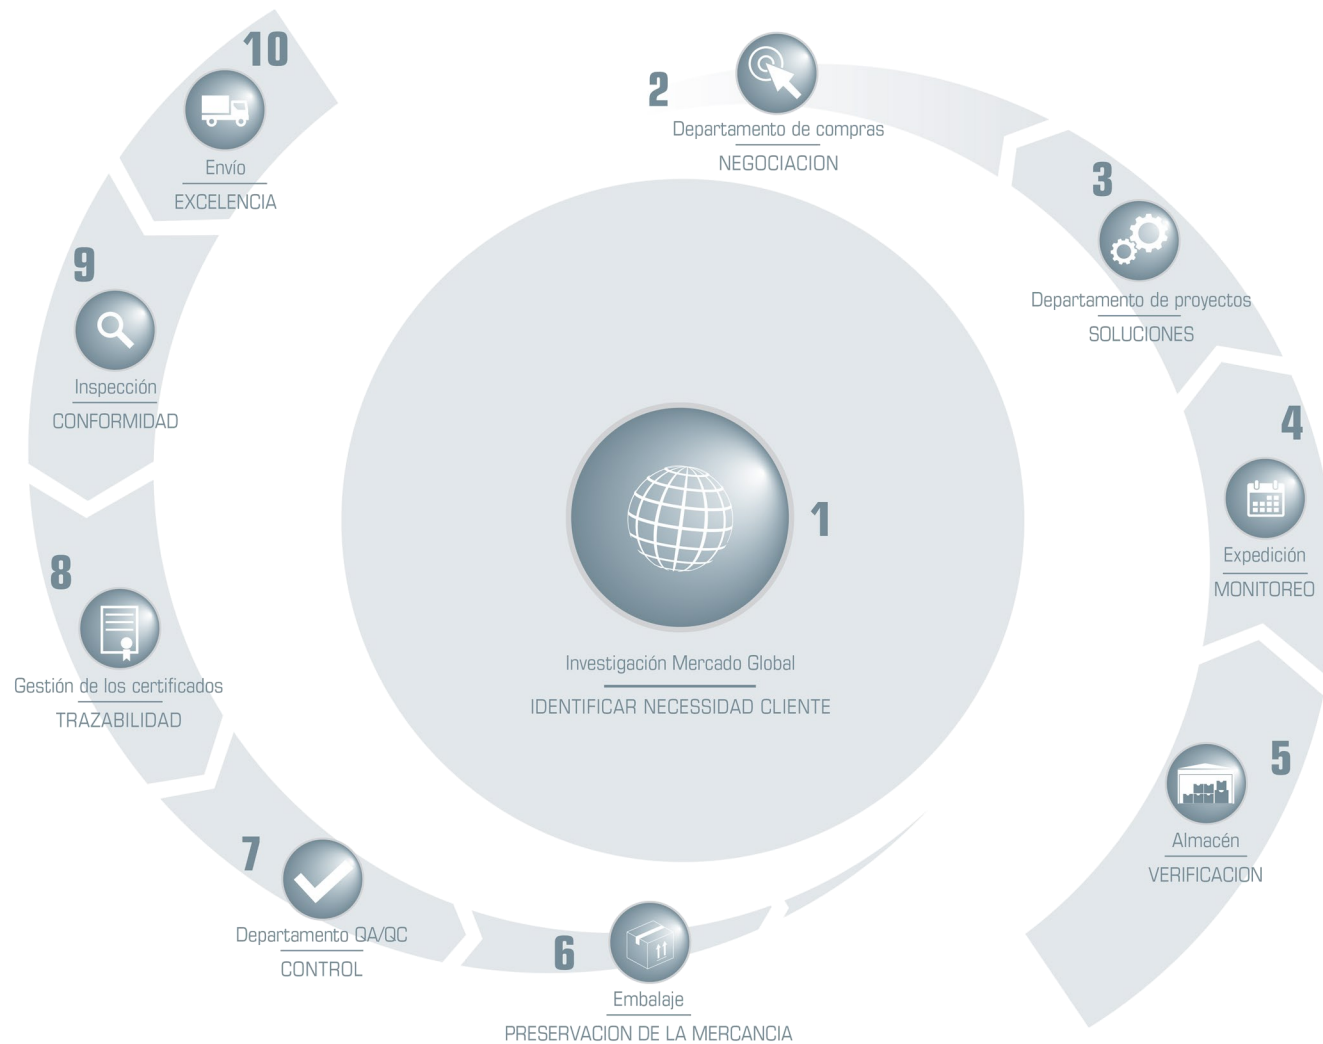 1
Investigación Mercado Global
IDENTIFICAR NECESSIDAD CLIENTE
2
Departamento de compras
NEGOCIACION
3
Departamento de proyectos
SOLUCIONES
4
Expedición
MONITOREO
5
Almacén
VERIFICACION
6
Embalaje
PRESERVACION DE LA MERCANCIA
7
Departamento QA/QC
CONTROL
8
Gestión de los certificados
TRAZABILIDAD
9
Inspección
CONFORMIDAD
10
Envío
EXCELENCIA